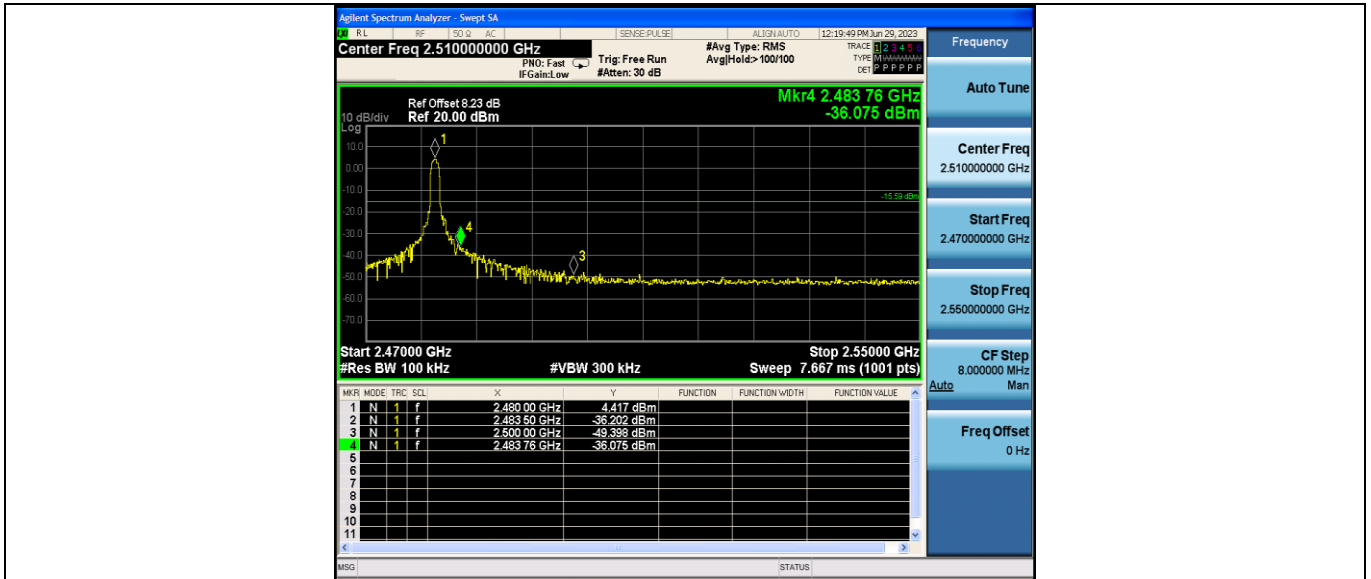 Agilent Spectrum Analyzer - Swept SA
LXI RL RF 50 Ω AC SENSE:PULSE ALIGN AUTO 12:19:49 PM Jun 29, 2023
Center Freq 2.510000000 GHz
PNO: Fast
IFGain:Low
Trig: Free Run
#Atten: 30 dB
#Avg Type: RMS
Avg|Hold:>100/100
TRACE 1 2 3 4 5 6
TYPE M W W W W W
DET P P P P P P
Mkr4 2.483 76 GHz
-36.075 dBm
Ref Offset 8.23 dB
10 dB/div Ref 20.00 dBm
Log
10.0
0.00
-10.0
-20.0
-30.0
-40.0
-50.0
-60.0
-70.0
1
4
3
-15.59 dBm
Start 2.47000 GHz Stop 2.55000 GHz
#Res BW 100 kHz #VBW 300 kHz Sweep 7.667 ms (1001 pts)
MKR MODE TRC SCL X Y FUNCTION FUNCTION WIDTH FUNCTION VALUE
1 N 1 f 2.480 00 GHz 4.417 dBm
2 N 1 f 2.483 50 GHz -36.202 dBm
3 N 1 f 2.500 00 GHz -49.398 dBm
4 N 1 f 2.483 76 GHz -36.075 dBm
5
6
7
8
9
10
11
MSG STATUS
Frequency
Auto Tune
Center Freq
2.510000000 GHz
Start Freq
2.470000000 GHz
Stop Freq
2.550000000 GHz
CF Step
8.000000 MHz
Auto Man
Freq Offset
0 Hz